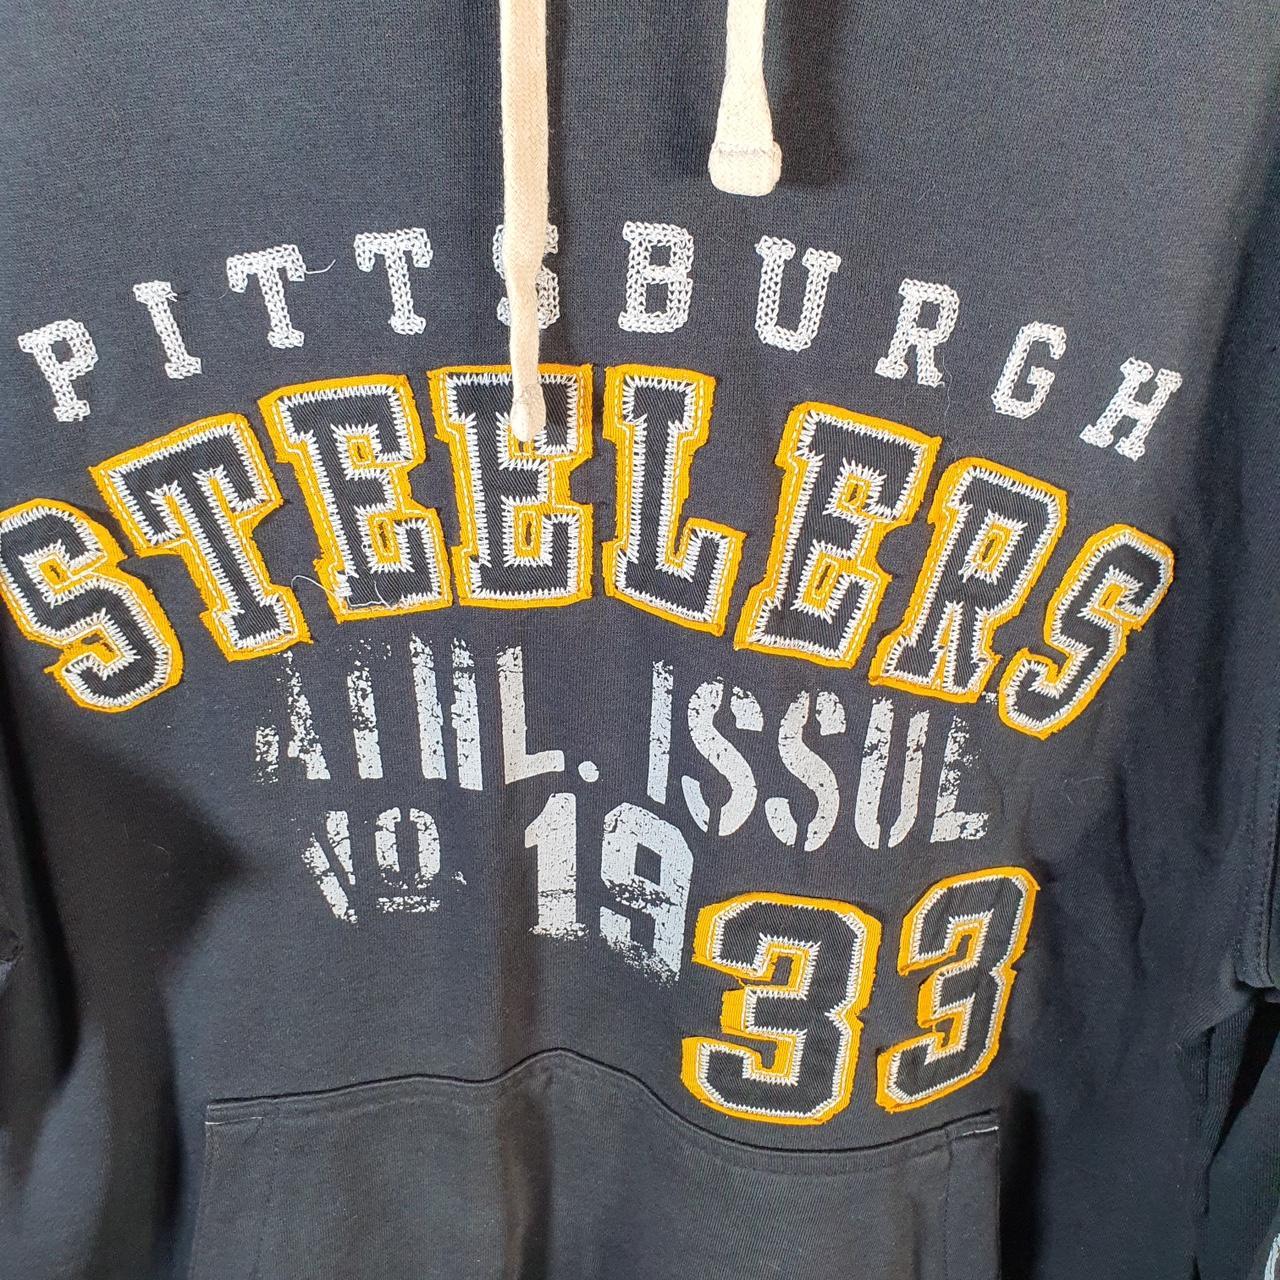 PITTSBURGH
STEELERS
ATHL. ISSUE
NO. 1933